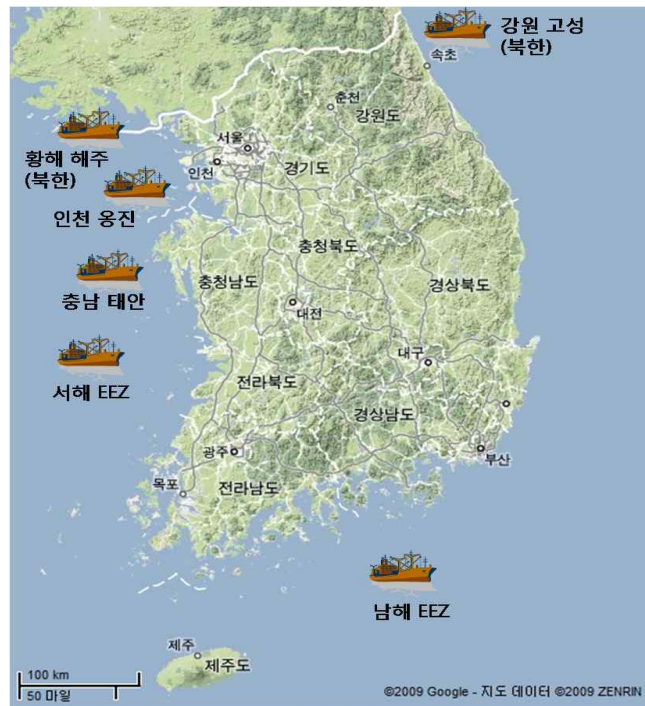 강원 고성
(북한)
속초
춘천
강원도
서울
황해 해주
(북한)
인천
경기도
인천 옹진
충청북도
충청남도
경상북도
충남 태안
대전
대구
서해 EEZ
전라북도
경상남도
광주
부산
목포
전라남도
남해 EEZ
제주
제주도
100 km
50 마일
©2009 Google - 지도 데이터 ©2009 ZENRIN